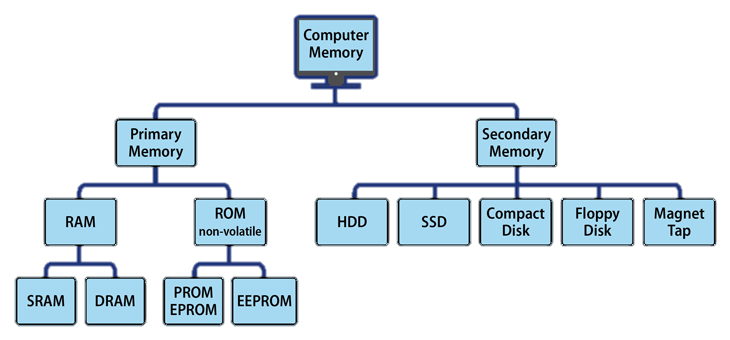 Computer
Memory
Primary
Memory
Secondary
Memory
RAM
ROM
non-volatile
HDD
SSD
Compact
Disk
Floppy
Disk
Magnet
Tap
SRAM
DRAM
PROM
EPROM
EEPROM